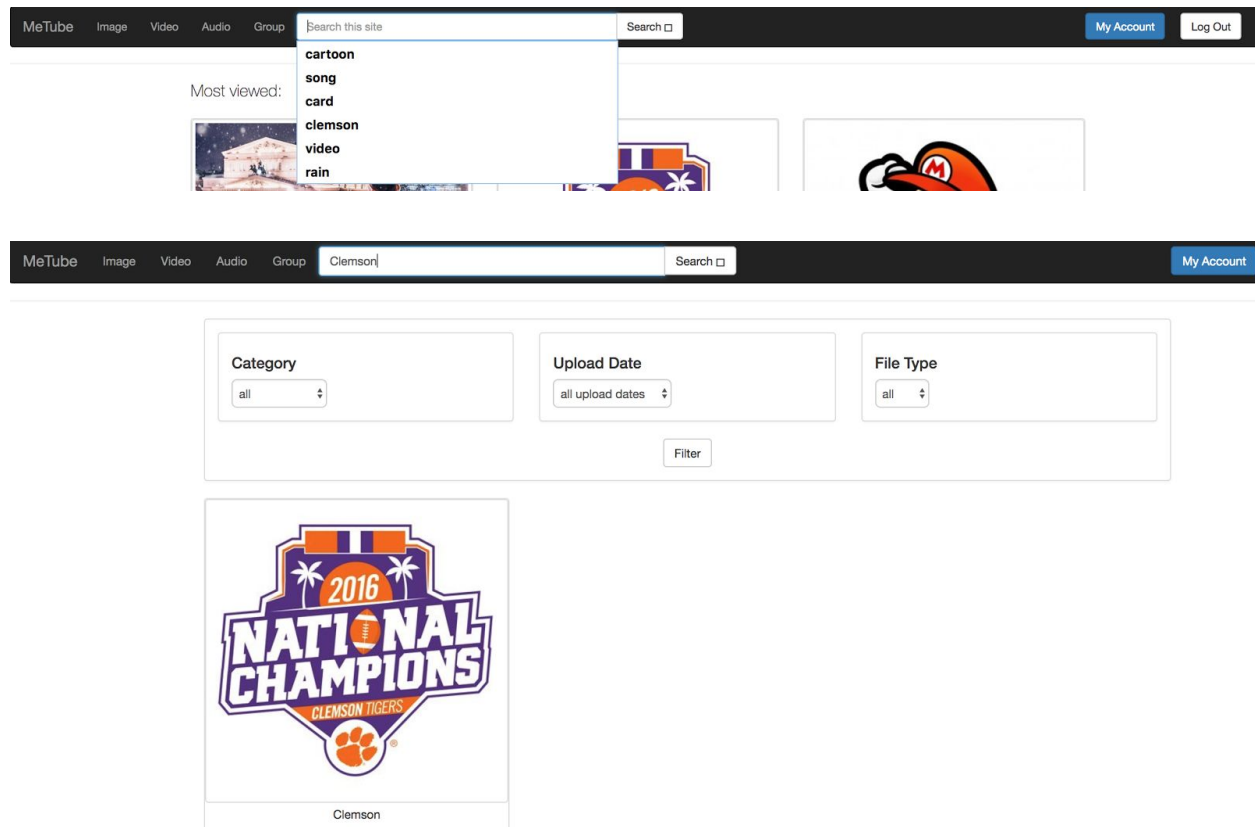 MeTube Image Video Audio Group Search this site Search My Account Log Out
cartoon
song
card
clemson
video
rain
Most viewed:
M
MeTube Image Video Audio Group Clemson Search My Account
Category Upload Date File Type
all all upload dates all
Filter
2016
NATIONAL
CHAMPIONS
CLEMSON TIGERS
®
Clemson